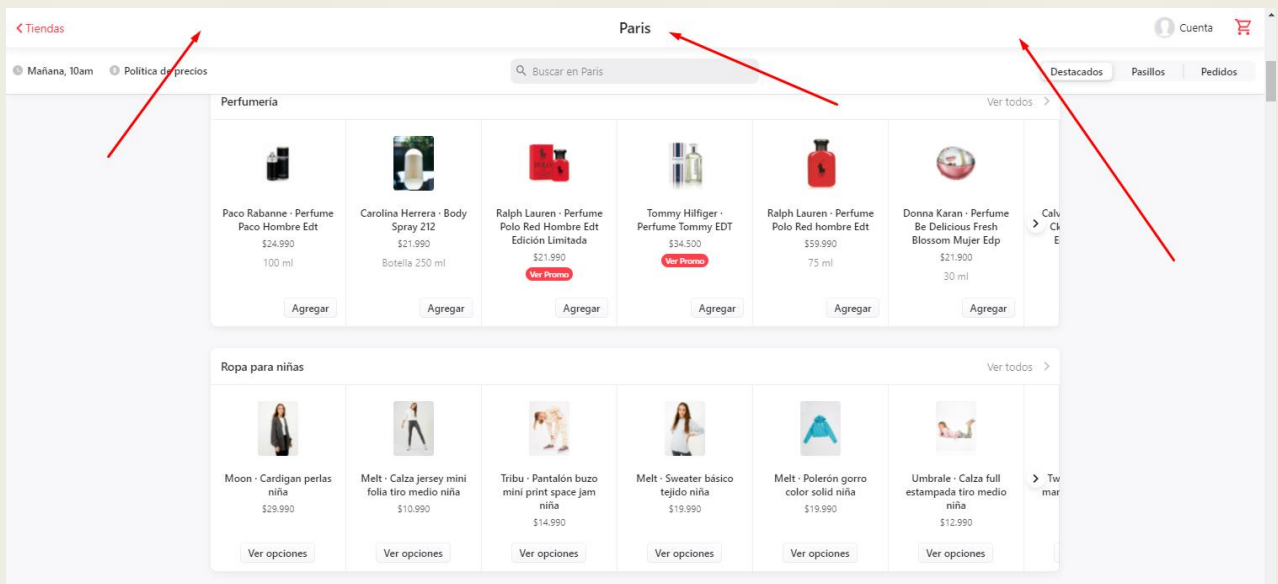 Tiendas
Paris
Cuenta
Mañana, 10am
Política de precios
Buscar en Paris
Destacados
Pasillos
Pedidos
Perfumería
Ver todos
Paco Rabanne · Perfume
Paco Hombre Edt
$24.990
100 ml
Agregar
Carolina Herrera · Body
Spray 212
$21.990
Botella 250 ml
Agregar
Ralph Lauren · Perfume
Polo Red Hombre Edt
Edición Limitada
$21.990
Ver Promo
Agregar
Tommy Hilfiger ·
Perfume Tommy EDT
$34.500
Ver Promo
Agregar
Ralph Lauren · Perfume
Polo Red hombre Edt
$59.990
75 ml
Agregar
Donna Karan · Perfume
Be Delicious Fresh
Blossom Mujer Edp
$21.900
30 ml
Agregar
Ropa para niñas
Ver todos
Moon · Cardigan perlas
niña
$29.990
Ver opciones
Melt · Calza jersey mini
folia tiro medio niña
$10.990
Ver opciones
Tribu · Pantalón buzo
mini print space jam
niña
$14.990
Ver opciones
Melt · Sweater básico
tejido niña
$19.990
Ver opciones
Melt · Polerón gorro
color solid niña
$19.990
Ver opciones
Umbrale · Calza full
estampada tiro medio
niña
$12.990
Ver opciones